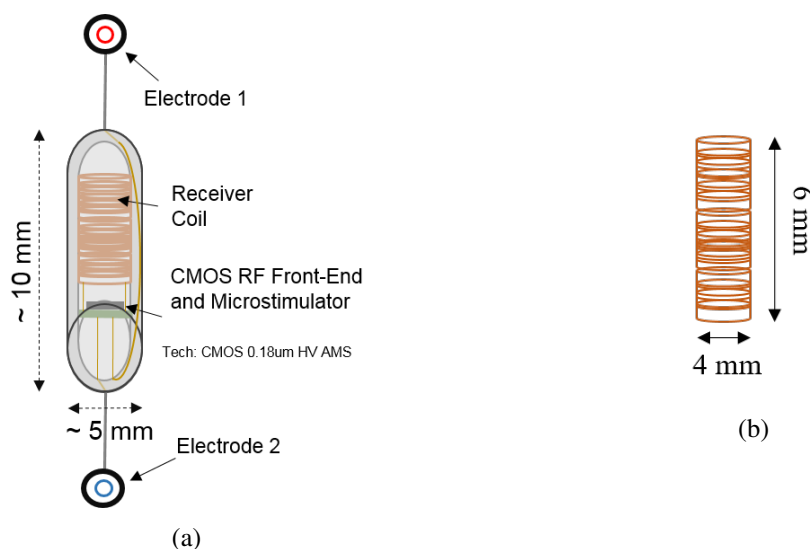 Electrode 1
Receiver
Coil
~ 10 mm
CMOS RF Front-End
and Microstimulator
Tech: CMOS 0.18um HV AMS
~ 5 mm
Electrode 2
(a)
6 mm
4 mm
(b)